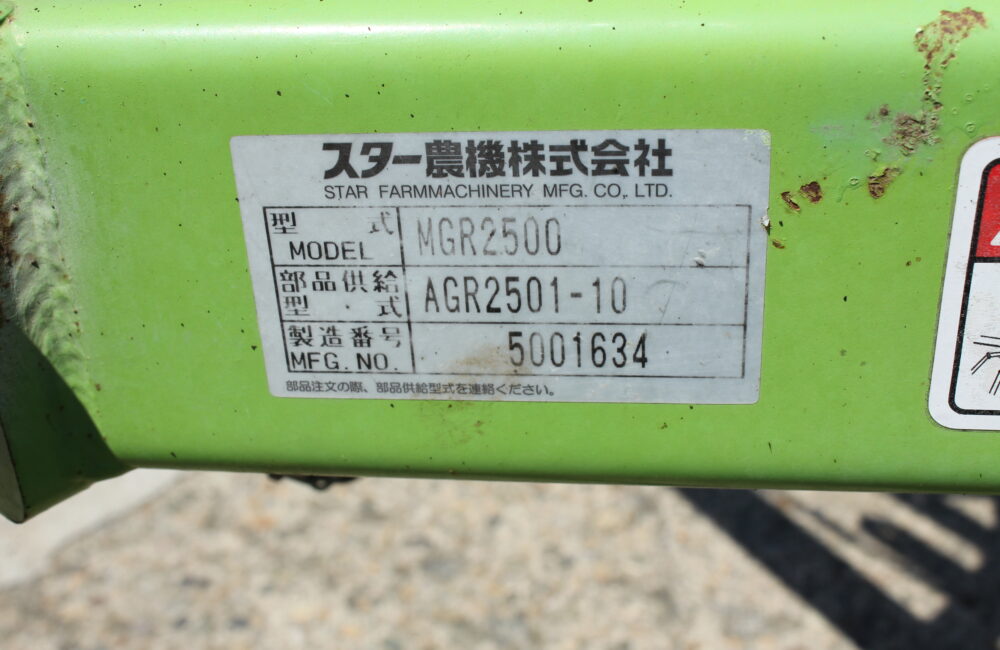 スター農機株式会社
STAR FARMMACHINERY MFG. CO., LTD.
型 式 MGR2500
MODEL
部品供給 AGR2501-10
型・式
製造番号 5001634
MFG. NO.
部品注文の際、部品供給型式を連絡ください。